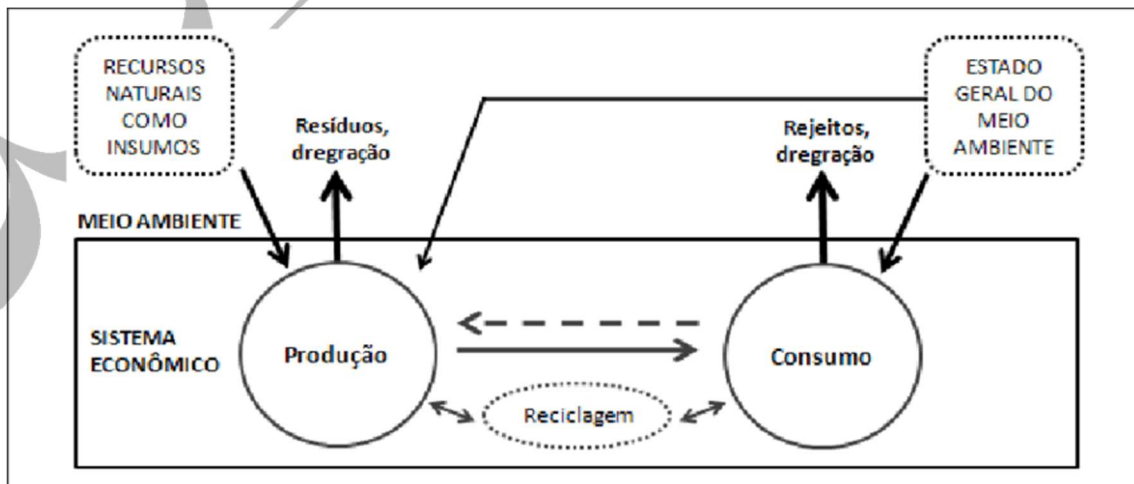 RECURSOS
NATURAIS
COMO
INSUMOS
Resíduos,
dregração
Rejeitos,
dregração
ESTADO
GERAL DO
MEIO
AMBIENTE
MEIO AMBIENTE
SISTEMA
ECONÔMICO
Produção
Consumo
Reciclagem